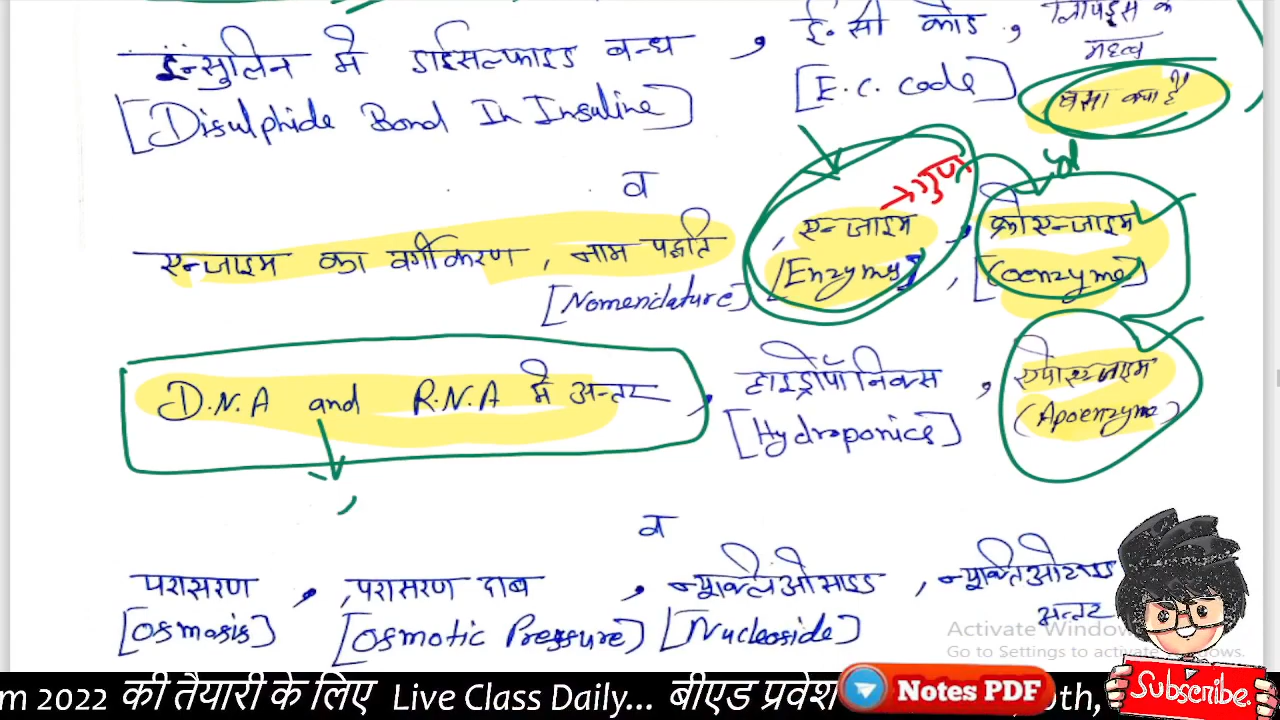 इन्सुलिन में डाईसल्फाइड बन्ध , ई. सी कोड , लिपिड्स के महत्व
[Disulphide Bond In Insuline] [E.C. Code] वसा क्या है
व → गुण
एन्जाइम का वर्गीकरण , नाम पद्धति , एन्जाइम , कोएन्जाइम
[Nomenclature] [Enzymes] , (Coenzyme)
D.N.A and R.N.A में अन्तर , हाइड्रोपॉनिक्स , एपोएन्जाइम
[Hydroponics] (Apoenzyme)
व
परासरण , परासरण दाब , न्यूक्लिओसाइड , न्यूक्लिओटाइड
[Osmosis] [Osmotic Pressure) [Nucleoside] अन्तर
Activate Windows
Go to Settings to activate Windows.
m 2022 की तैयारी के लिए Live Class Daily... बीएड प्रवेश Notes PDF 0th, Subscribe